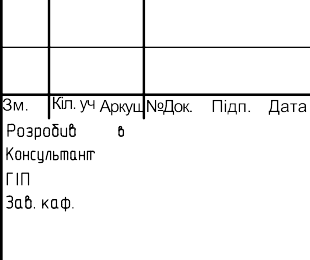 Зм. Кіл. уч Аркуш №Док. Підп. Дата
Розробив в
Консультант
ГІП
Зав. каф.